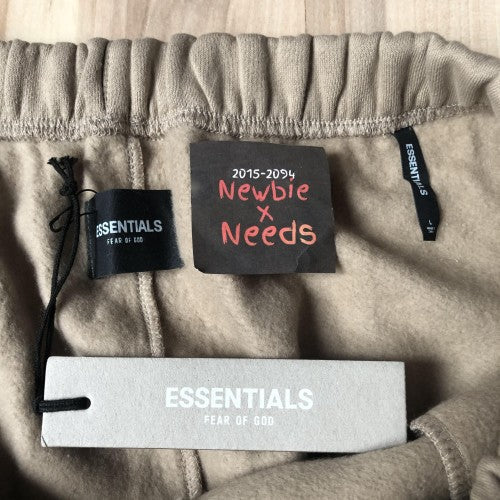 2015-2094
Newbie
x
Needs
ESSENTIALS
FEAR OF GOD
ESSENTIALS
L
ESSENTIALS
FEAR OF GOD